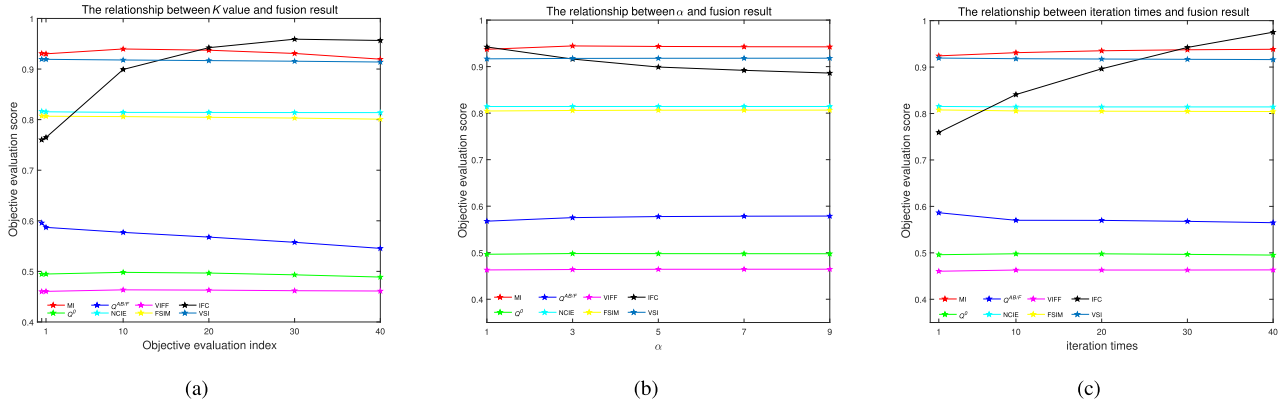 The relationship between K value and fusion result
Objective evaluation score
1
0.9
0.8
0.7
0.6
0.5
0.4
MI Q^AB/F VIFF IFC
Q^0 NCIE FSIM VSI
1 10 20 30 40
Objective evaluation index
(a)
The relationship between α and fusion result
Objective evaluation score
1
0.9
0.8
0.7
0.6
0.5
0.4
MI Q^AB/F VIFF IFC
Q^0 NCIE FSIM VSI
1 3 5 7 9
α
(b)
The relationship between iteration times and fusion result
Objective evaluation score
1
0.9
0.8
0.7
0.6
0.5
0.4
MI Q^AB/F VIFF IFC
Q^0 NCIE FSIM VSI
1 10 20 30 40
iteration times
(c)